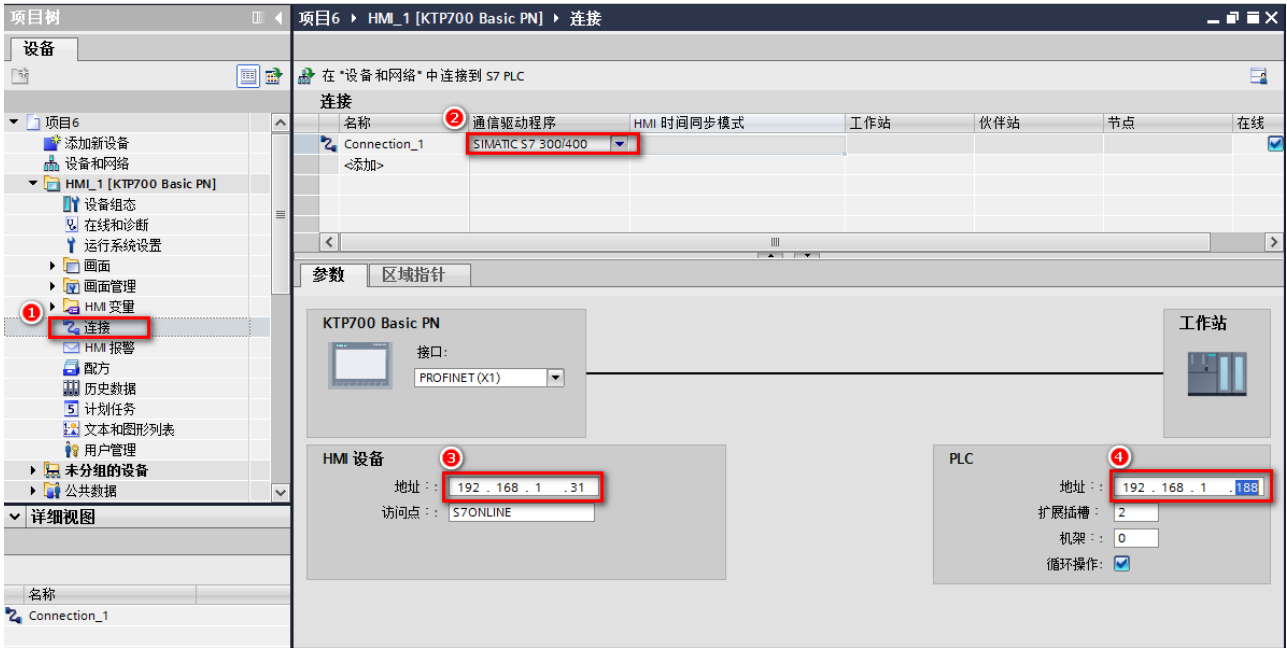 项目树
项目6 ▸ HMI_1 [KTP700 Basic PN] ▸ 连接
设备
在 "设备和网络" 中连接到 S7 PLC
连接
名称 通信驱动程序 HMI 时间同步模式 工作站 伙伴站 节点 在线
2
Connection_1 SIMATIC S7 300/400
<添加>
项目6
添加新设备
设备和网络
HMI_1 [KTP700 Basic PN]
设备组态
在线和诊断
运行系统设置
画面
画面管理
HMI 变量
1
连接
HMI 报警
配方
历史数据
计划任务
文本和图形列表
用户管理
未分组的设备
公共数据
详细视图
名称
Connection_1
参数 区域指针
KTP700 Basic PN
接口:
PROFINET (X1)
工作站
HMI 设备
3
地址: 192 . 168 . 1 .31
访问点: S7ONLINE
PLC
4
地址: 192 . 168 . 1 .188
扩展插槽: 2
机架: 0
循环操作: